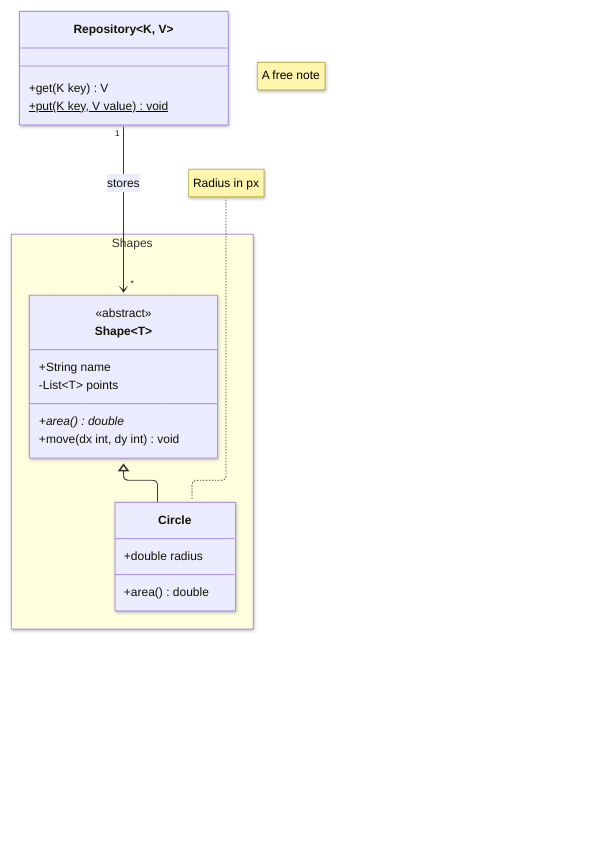 Repository<K, V>
+get(K key) : V
+put(K key, V value) : void
A free note
1
stores
Radius in px
Shapes
*
«abstract»
Shape<T>
+String name
-List<T> points
+area() : double
+move(dx int, dy int) : void
Circle
+double radius
+area() : double